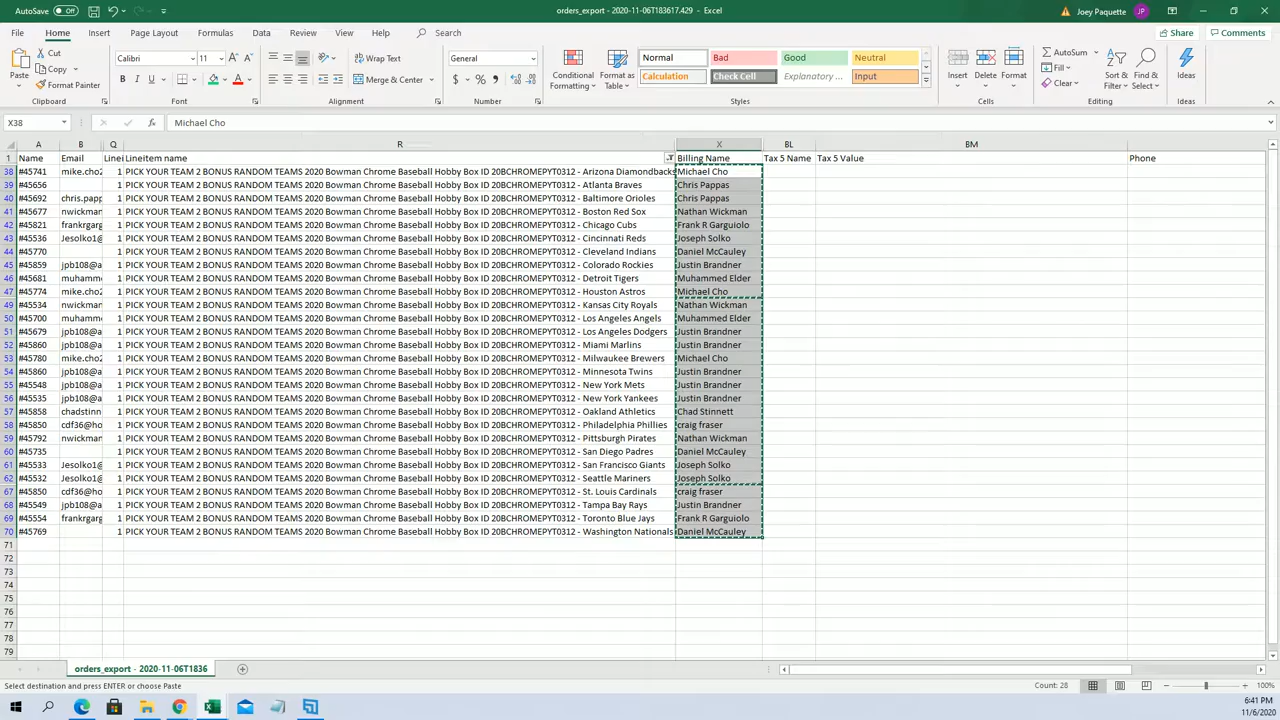 AutoSave Off orders_export - 2020-11-06T183617.429 - Excel Joey Paquette JP
File Home Insert Page Layout Formulas Data Review View Help Search Share Comments
Paste Cut Copy Format Painter Clipboard
Calibri 11 B I U Font
Wrap Text Merge & Center Alignment
General $ % Number
Conditional Formatting Format as Table Normal Bad Good Neutral Calculation Check Cell Explanatory ... Input Styles
Insert Delete Format Cells
AutoSum Fill Clear Sort & Filter Find & Select Editing
Ideas Ideas
X38 fx Michael Cho
A B Q R X BL BM
1 Name Email Linei Lineitem name Billing Name Tax 5 Name Tax 5 Value Phone
38 #45741 mike.cho2 1 PICK YOUR TEAM 2 BONUS RANDOM TEAMS 2020 Bowman Chrome Baseball Hobby Box ID 20BCHROMEPYT0312 - Arizona Diamondbacks Michael Cho
39 #45656 1 PICK YOUR TEAM 2 BONUS RANDOM TEAMS 2020 Bowman Chrome Baseball Hobby Box ID 20BCHROMEPYT0312 - Atlanta Braves Chris Pappas
40 #45692 chris.papp 1 PICK YOUR TEAM 2 BONUS RANDOM TEAMS 2020 Bowman Chrome Baseball Hobby Box ID 20BCHROMEPYT0312 - Baltimore Orioles Chris Pappas
41 #45677 nwickman 1 PICK YOUR TEAM 2 BONUS RANDOM TEAMS 2020 Bowman Chrome Baseball Hobby Box ID 20BCHROMEPYT0312 - Boston Red Sox Nathan Wickman
42 #45821 frankrgarg 1 PICK YOUR TEAM 2 BONUS RANDOM TEAMS 2020 Bowman Chrome Baseball Hobby Box ID 20BCHROMEPYT0312 - Chicago Cubs Frank R Garguiolo
43 #45536 Jesolko1@ 1 PICK YOUR TEAM 2 BONUS RANDOM TEAMS 2020 Bowman Chrome Baseball Hobby Box ID 20BCHROMEPYT0312 - Cincinnati Reds Joseph Solko
44 #45770 1 PICK YOUR TEAM 2 BONUS RANDOM TEAMS 2020 Bowman Chrome Baseball Hobby Box ID 20BCHROMEPYT0312 - Cleveland Indians Daniel McCauley
45 #45859 jpb108@a 1 PICK YOUR TEAM 2 BONUS RANDOM TEAMS 2020 Bowman Chrome Baseball Hobby Box ID 20BCHROMEPYT0312 - Colorado Rockies Justin Brandner
46 #45681 muhamme 1 PICK YOUR TEAM 2 BONUS RANDOM TEAMS 2020 Bowman Chrome Baseball Hobby Box ID 20BCHROMEPYT0312 - Detroit Tigers Muhammed Elder
47 #45774 mike.cho2 1 PICK YOUR TEAM 2 BONUS RANDOM TEAMS 2020 Bowman Chrome Baseball Hobby Box ID 20BCHROMEPYT0312 - Houston Astros Michael Cho
49 #45534 nwickman 1 PICK YOUR TEAM 2 BONUS RANDOM TEAMS 2020 Bowman Chrome Baseball Hobby Box ID 20BCHROMEPYT0312 - Kansas City Royals Nathan Wickman
50 #45700 muhamme 1 PICK YOUR TEAM 2 BONUS RANDOM TEAMS 2020 Bowman Chrome Baseball Hobby Box ID 20BCHROMEPYT0312 - Los Angeles Angels Muhammed Elder
51 #45679 jpb108@a 1 PICK YOUR TEAM 2 BONUS RANDOM TEAMS 2020 Bowman Chrome Baseball Hobby Box ID 20BCHROMEPYT0312 - Los Angeles Dodgers Justin Brandner
52 #45860 jpb108@a 1 PICK YOUR TEAM 2 BONUS RANDOM TEAMS 2020 Bowman Chrome Baseball Hobby Box ID 20BCHROMEPYT0312 - Miami Marlins Justin Brandner
53 #45780 mike.cho2 1 PICK YOUR TEAM 2 BONUS RANDOM TEAMS 2020 Bowman Chrome Baseball Hobby Box ID 20BCHROMEPYT0312 - Milwaukee Brewers Michael Cho
54 #45860 jpb108@a 1 PICK YOUR TEAM 2 BONUS RANDOM TEAMS 2020 Bowman Chrome Baseball Hobby Box ID 20BCHROMEPYT0312 - Minnesota Twins Justin Brandner
55 #45548 jpb108@a 1 PICK YOUR TEAM 2 BONUS RANDOM TEAMS 2020 Bowman Chrome Baseball Hobby Box ID 20BCHROMEPYT0312 - New York Mets Justin Brandner
56 #45535 jpb108@a 1 PICK YOUR TEAM 2 BONUS RANDOM TEAMS 2020 Bowman Chrome Baseball Hobby Box ID 20BCHROMEPYT0312 - New York Yankees Justin Brandner
57 #45858 chadstinn 1 PICK YOUR TEAM 2 BONUS RANDOM TEAMS 2020 Bowman Chrome Baseball Hobby Box ID 20BCHROMEPYT0312 - Oakland Athletics Chad Stinnett
58 #45850 cdf36@ho 1 PICK YOUR TEAM 2 BONUS RANDOM TEAMS 2020 Bowman Chrome Baseball Hobby Box ID 20BCHROMEPYT0312 - Philadelphia Phillies craig fraser
59 #45792 nwickman 1 PICK YOUR TEAM 2 BONUS RANDOM TEAMS 2020 Bowman Chrome Baseball Hobby Box ID 20BCHROMEPYT0312 - Pittsburgh Pirates Nathan Wickman
60 #45735 1 PICK YOUR TEAM 2 BONUS RANDOM TEAMS 2020 Bowman Chrome Baseball Hobby Box ID 20BCHROMEPYT0312 - San Diego Padres Daniel McCauley
61 #45533 Jesolko1@ 1 PICK YOUR TEAM 2 BONUS RANDOM TEAMS 2020 Bowman Chrome Baseball Hobby Box ID 20BCHROMEPYT0312 - San Francisco Giants Joseph Solko
62 #45532 Jesolko1@ 1 PICK YOUR TEAM 2 BONUS RANDOM TEAMS 2020 Bowman Chrome Baseball Hobby Box ID 20BCHROMEPYT0312 - Seattle Mariners Joseph Solko
67 #45850 cdf36@ho 1 PICK YOUR TEAM 2 BONUS RANDOM TEAMS 2020 Bowman Chrome Baseball Hobby Box ID 20BCHROMEPYT0312 - St. Louis Cardinals craig fraser
68 #45549 jpb108@a 1 PICK YOUR TEAM 2 BONUS RANDOM TEAMS 2020 Bowman Chrome Baseball Hobby Box ID 20BCHROMEPYT0312 - Tampa Bay Rays Justin Brandner
69 #45554 frankrgarg 1 PICK YOUR TEAM 2 BONUS RANDOM TEAMS 2020 Bowman Chrome Baseball Hobby Box ID 20BCHROMEPYT0312 - Toronto Blue Jays Frank R Garguiolo
70 #45769 1 PICK YOUR TEAM 2 BONUS RANDOM TEAMS 2020 Bowman Chrome Baseball Hobby Box ID 20BCHROMEPYT0312 - Washington Nationals Daniel McCauley
71
72
73
74
75
76
77
78
79
orders_export - 2020-11-06T1836
Select destination and press ENTER or choose Paste Count: 28 100%
6:41 PM
11/6/2020